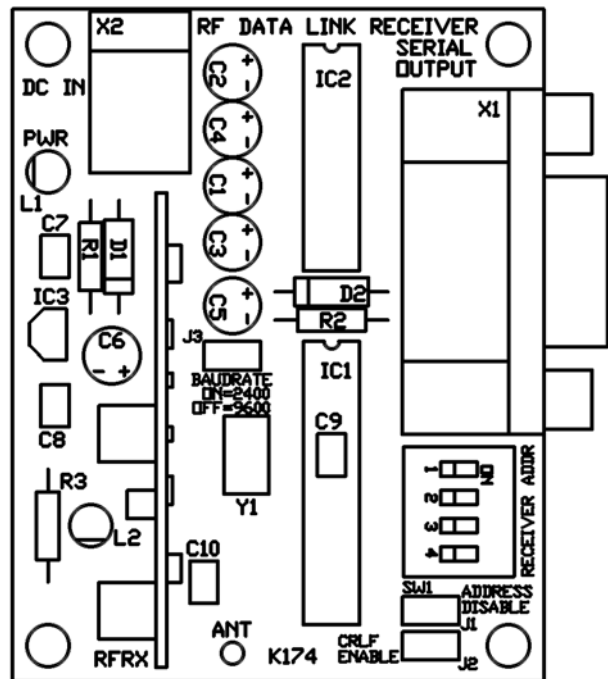 X2
RF DATA LINK RECEIVER
SERIAL
OUTPUT
C2
+
-
IC2
DC IN
X1
PWR
C4
+
-
L1
C1
+
-
C7
R1
D1
C3
+
-
IC3
D2
C5
+
-
R2
C6
- +
J3
IC1
BAUDRATE
ON=2400
OFF=9600
C8
C9
R3
Y1
1
ON
2
3
4
RECEIVER ADDR
L2
C10
SW1
ADDRESS
DISABLE
J1
ANT
RFRX
K174
CRLF
ENABLE
J2